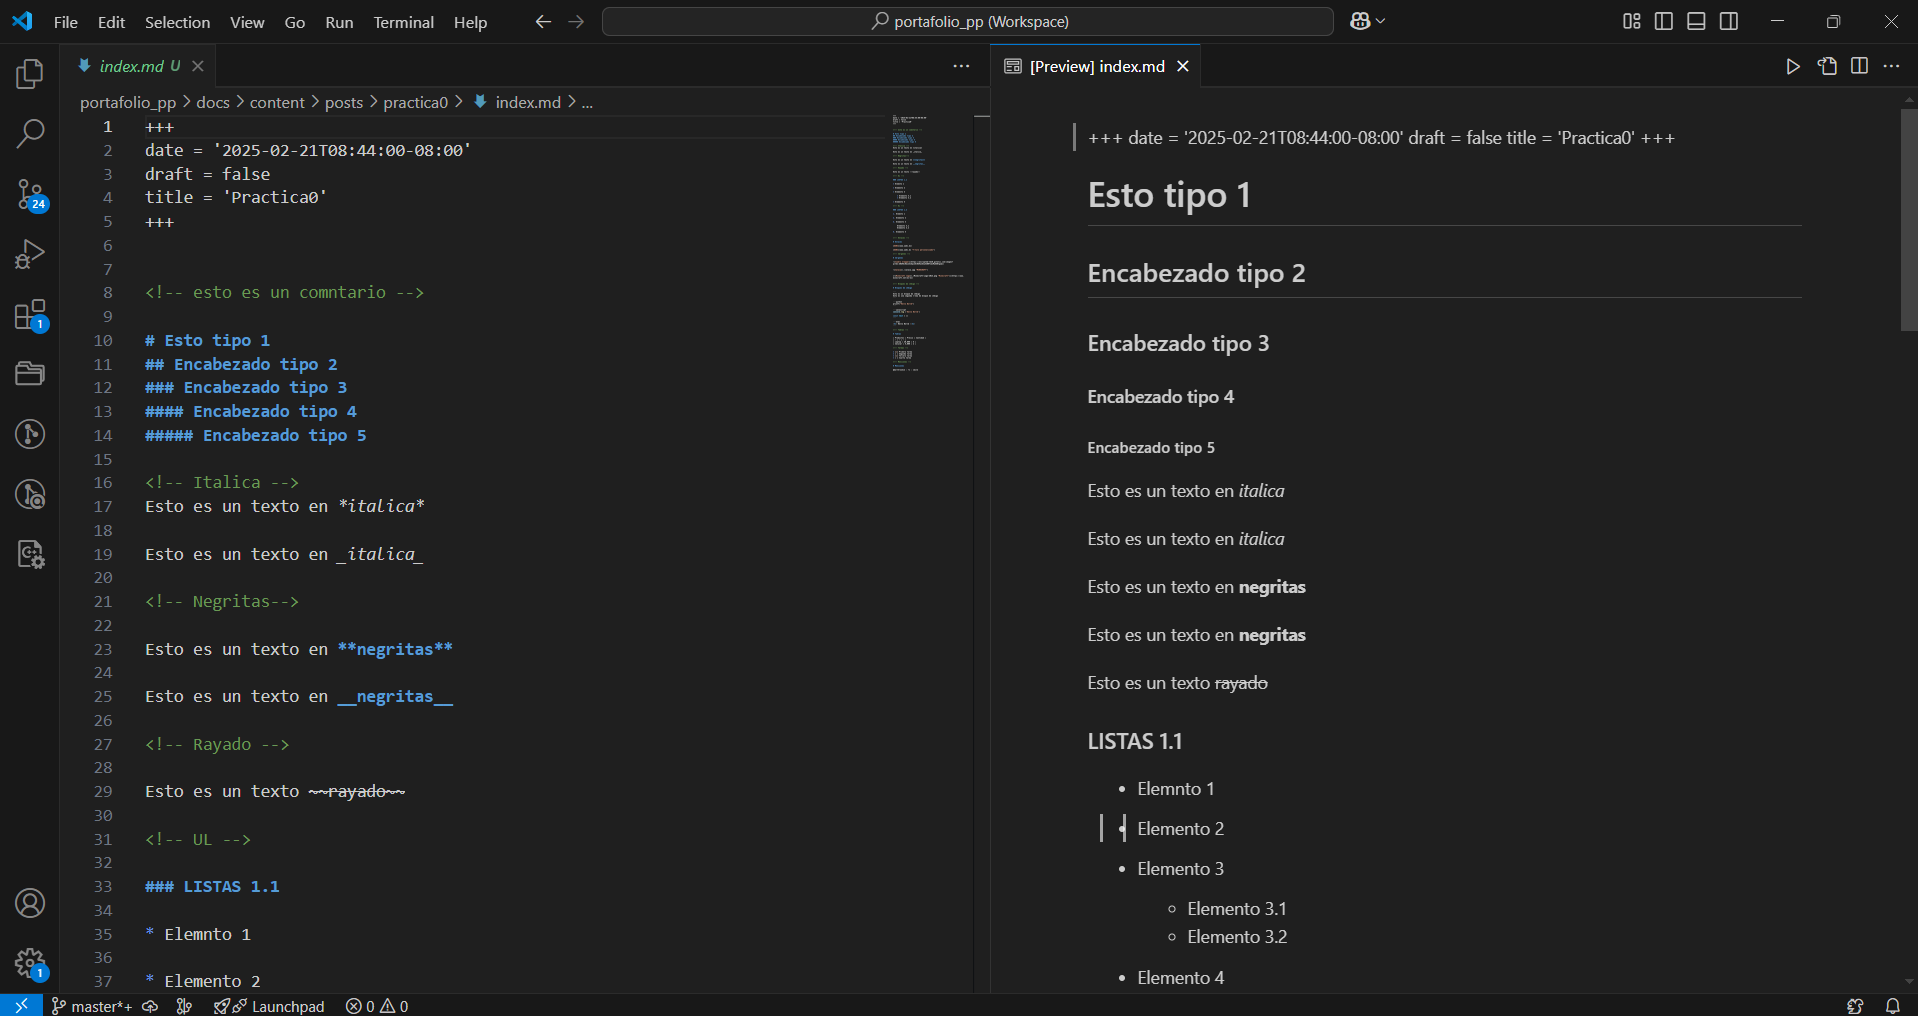 File Edit Selection View Go Run Terminal Help
portafolio_pp (Workspace)
index.md U
[Preview] index.md
portafolio_pp > docs > content > posts > practica0 > index.md > ...
24
1
1
1 +++
2 date = '2025-02-21T08:44:00-08:00'
3 draft = false
4 title = 'Practica0'
5 +++
6
7
8 <!-- esto es un comntario -->
9
10 # Esto tipo 1
11 ## Encabezado tipo 2
12 ### Encabezado tipo 3
13 #### Encabezado tipo 4
14 ##### Encabezado tipo 5
15
16 <!-- Italica -->
17 Esto es un texto en *italica*
18
19 Esto es un texto en _italica_
20
21 <!-- Negritas-->
22
23 Esto es un texto en **negritas**
24
25 Esto es un texto en __negritas__
26
27 <!-- Rayado -->
28
29 Esto es un texto ~~rayado~~
30
31 <!-- UL -->
32
33 ### LISTAS 1.1
34
35 * Elemnto 1
36
37 * Elemento 2
+++ date = '2025-02-21T08:44:00-08:00' draft = false title = 'Practica0' +++
Esto tipo 1
Encabezado tipo 2
Encabezado tipo 3
Encabezado tipo 4
Encabezado tipo 5
Esto es un texto en italica
Esto es un texto en italica
Esto es un texto en negritas
Esto es un texto en negritas
Esto es un texto rayado
LISTAS 1.1
• Elemnto 1
• Elemento 2
• Elemento 3
◦ Elemento 3.1
◦ Elemento 3.2
• Elemento 4
master*+ Launchpad 0 0